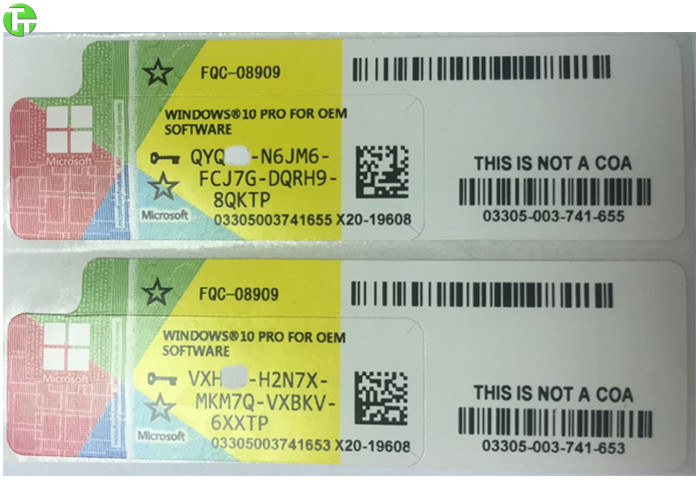 FQC-08909
WINDOWS®10 PRO FOR OEM
SOFTWARE
QYQ -N6JM6-
FCJ7G-DQRH9-
8QKTP
Microsoft
Microsoft
03305003741655 X20-19608
THIS IS NOT A COA
03305-003-741-655
FQC-08909
WINDOWS®10 PRO FOR OEM
SOFTWARE
VXH -H2N7X-
MKM7Q-VXBKV-
6XXTP
Microsoft
Microsoft
03305003741653 X20-19608
THIS IS NOT A COA
03305-003-741-653